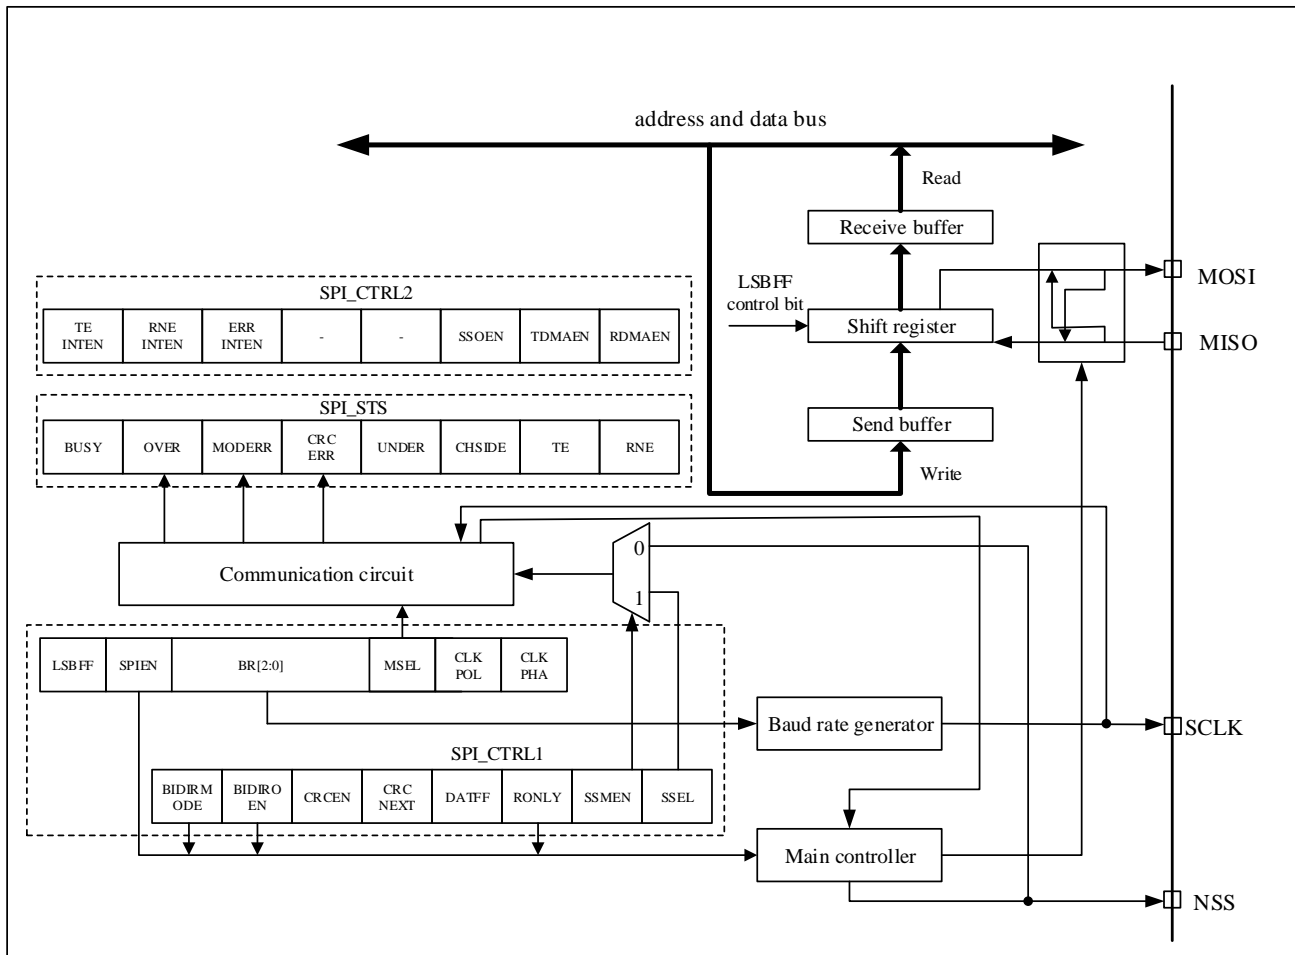 address and data bus
Read
Receive buffer
MOSI
LSBFF
control bit
Shift register
MISO
SPI_CTRL2
TE
INTEN
RNE
INTEN
ERR
INTEN
-
-
SSOEN
TDMAEN
RDMAEN
SPI_STS
BUSY
OVER
MODERR
CRC
ERR
UNDER
CHSIDE
TE
RNE
Send buffer
Write
Communication circuit
0
1
LSBFF
SPIEN
BR[2:0]
MSEL
CLK
POL
CLK
PHA
Baud rate generator
SCLK
SPI_CTRL1
BIDIRM
ODE
BIDIRO
EN
CRCEN
CRC
NEXT
DATFF
RONLY
SSMEN
SSEL
Main controller
NSS